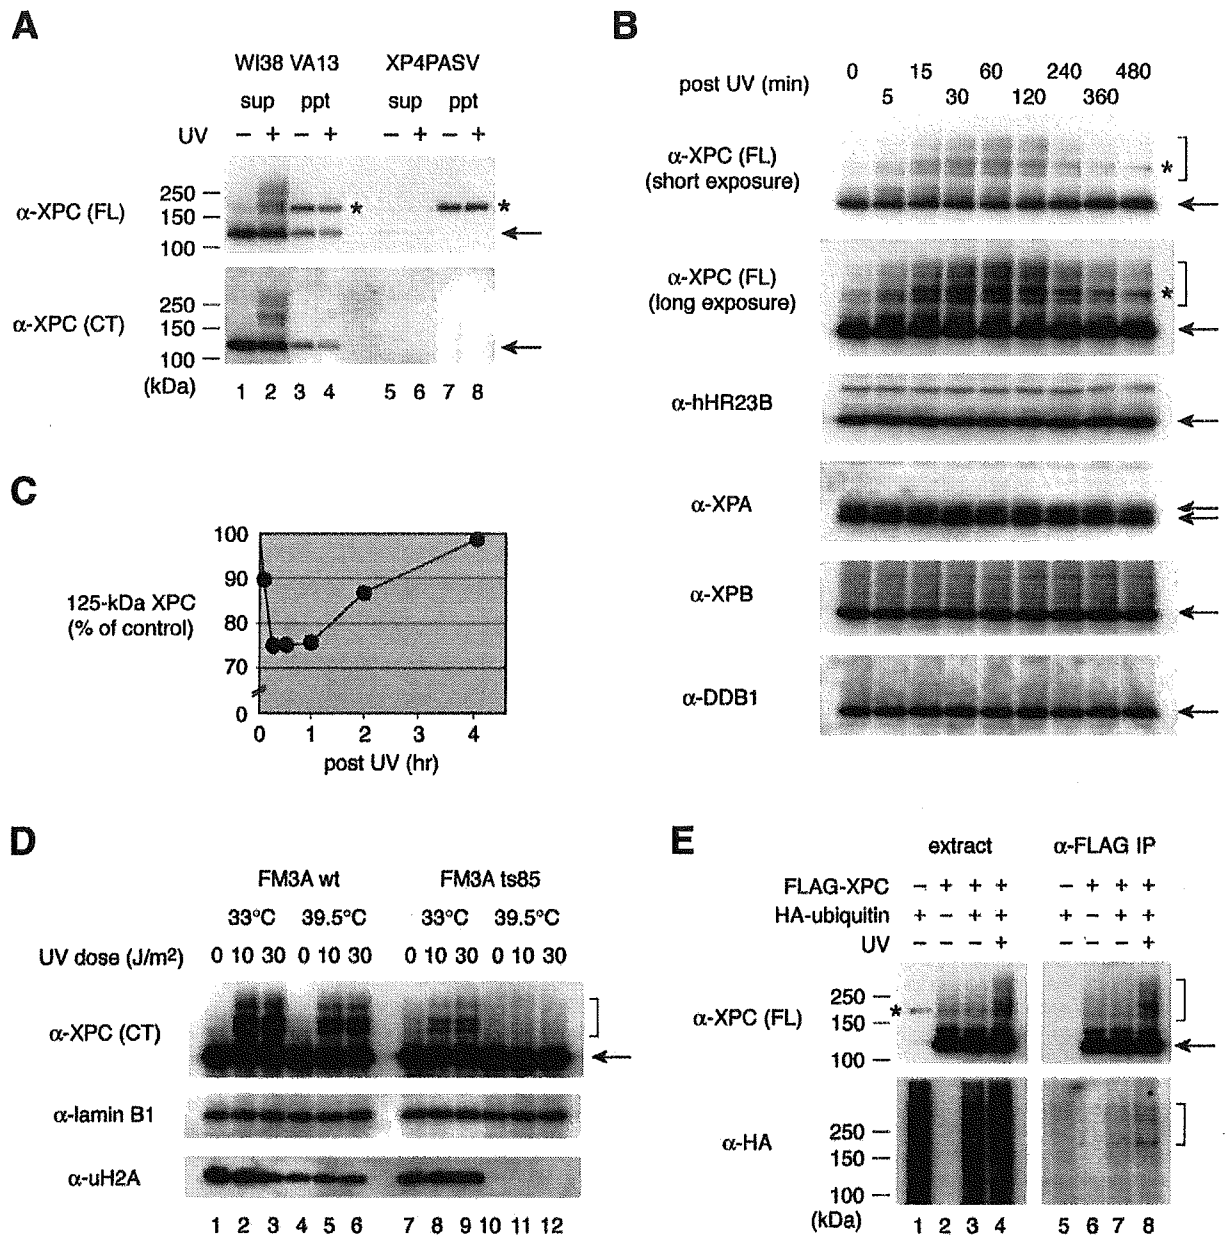 A
WI38 VA13 XP4PASV
sup ppt sup ppt
UV − + − + − + − +
α-XPC (FL)
250
150
100
*
*
α-XPC (CT)
250
150
100
(kDa)
1 2 3 4 5 6 7 8
B
post UV (min)
0 15 60 240 480
5 30 120 360
α-XPC (FL)
(short exposure)
*
α-XPC (FL)
(long exposure)
*
α-hHR23B
α-XPA
α-XPB
α-DDB1
C
125-kDa XPC
(% of control)
100
90
80
70
0
0 1 2 3 4
post UV (hr)
D
FM3A wt FM3A ts85
33°C 39.5°C 33°C 39.5°C
UV dose (J/m²) 0 10 30 0 10 30 0 10 30 0 10 30
α-XPC (CT)
α-lamin B1
α-uH2A
1 2 3 4 5 6 7 8 9 10 11 12
E
extract α-FLAG IP
FLAG-XPC − + + + − + + +
HA-ubiquitin + − + + + − + +
UV − − − + − − − +
α-XPC (FL)
250
*
150
100
α-HA
250
150
100
(kDa)
1 2 3 4 5 6 7 8